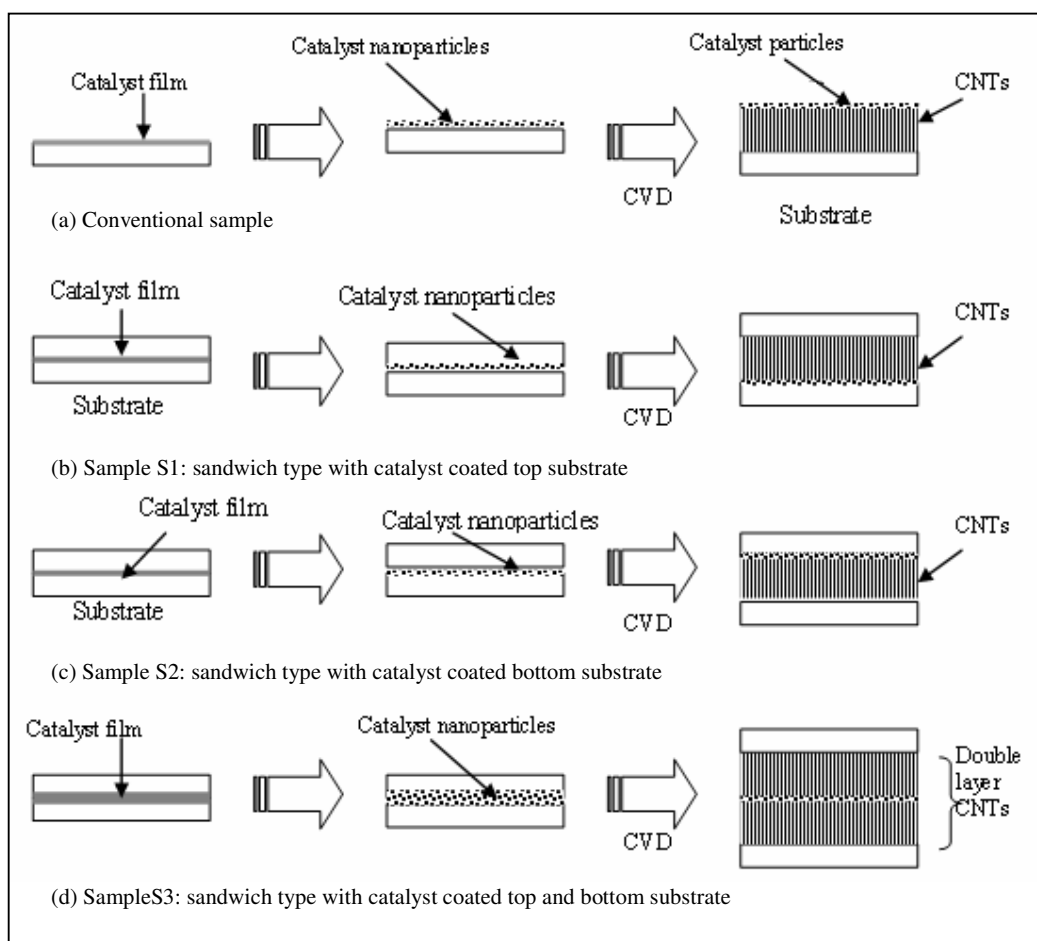 Catalyst nanoparticles
Catalyst particles
Catalyst film
CNTs
CVD
Substrate
(a) Conventional sample
Catalyst film
Catalyst nanoparticles
CNTs
Substrate
CVD
(b) Sample S1: sandwich type with catalyst coated top substrate
Catalyst film
Catalyst nanoparticles
CNTs
Substrate
CVD
(c) Sample S2: sandwich type with catalyst coated bottom substrate
Catalyst film
Catalyst nanoparticles
Double
layer
CNTs
CVD
(d) SampleS3: sandwich type with catalyst coated top and bottom substrate